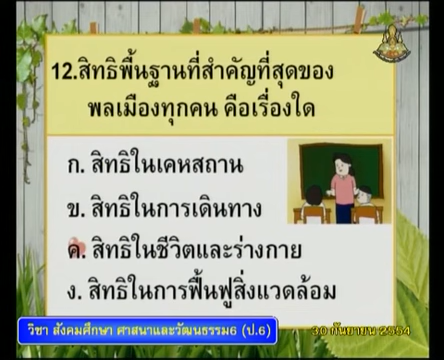 12.สิทธิพื้นฐานที่สำคัญที่สุดของ
พลเมืองทุกคน คือเรื่องใด
ก. สิทธิในเคหสถาน
ข. สิทธิในการเดินทาง
ค. สิทธิในชีวิตและร่างกาย
ง. สิทธิในการฟื้นฟูสิ่งแวดล้อม
วิชา สังคมศึกษา ศาสนาและวัฒนธรรม6 (ป.6)
30 กันยายน 2554